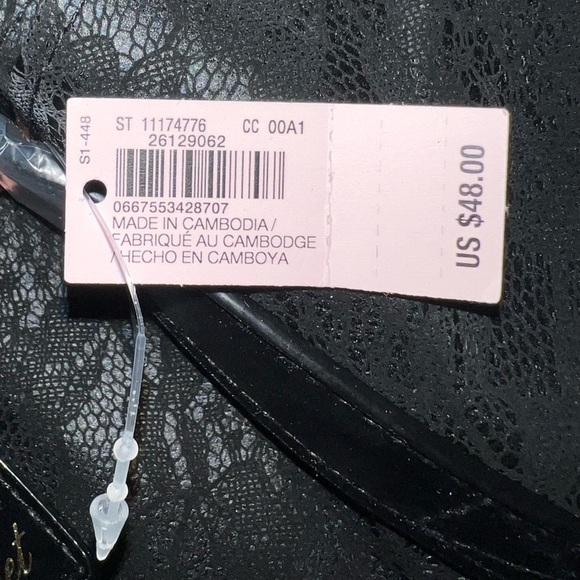 S1-448
ST 11174776 CC 00A1
26129062
0667553428707
MADE IN CAMBODIA /
FABRIQUÉ AU CAMBODGE
/HECHO EN CAMBOYA
US $48.00